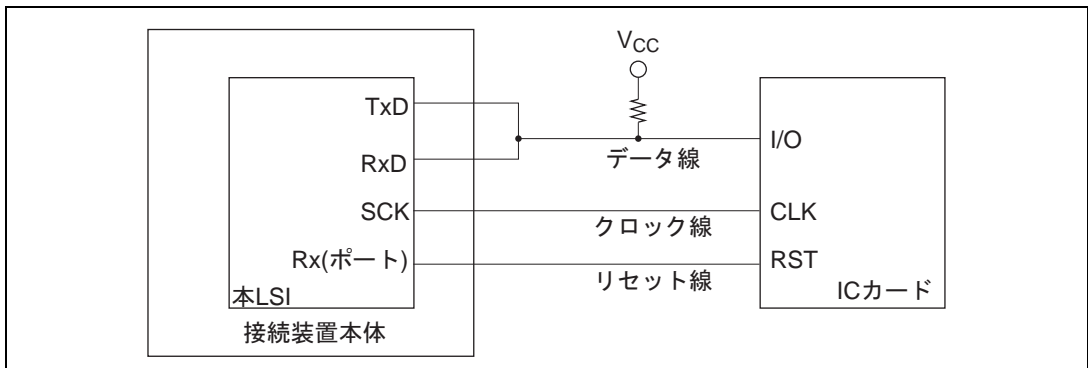 VCC
TxD
RxD
SCK
Rx(ポート)
本LSI
接続装置本体
データ線
クロック線
リセット線
I/O
CLK
RST
ICカード